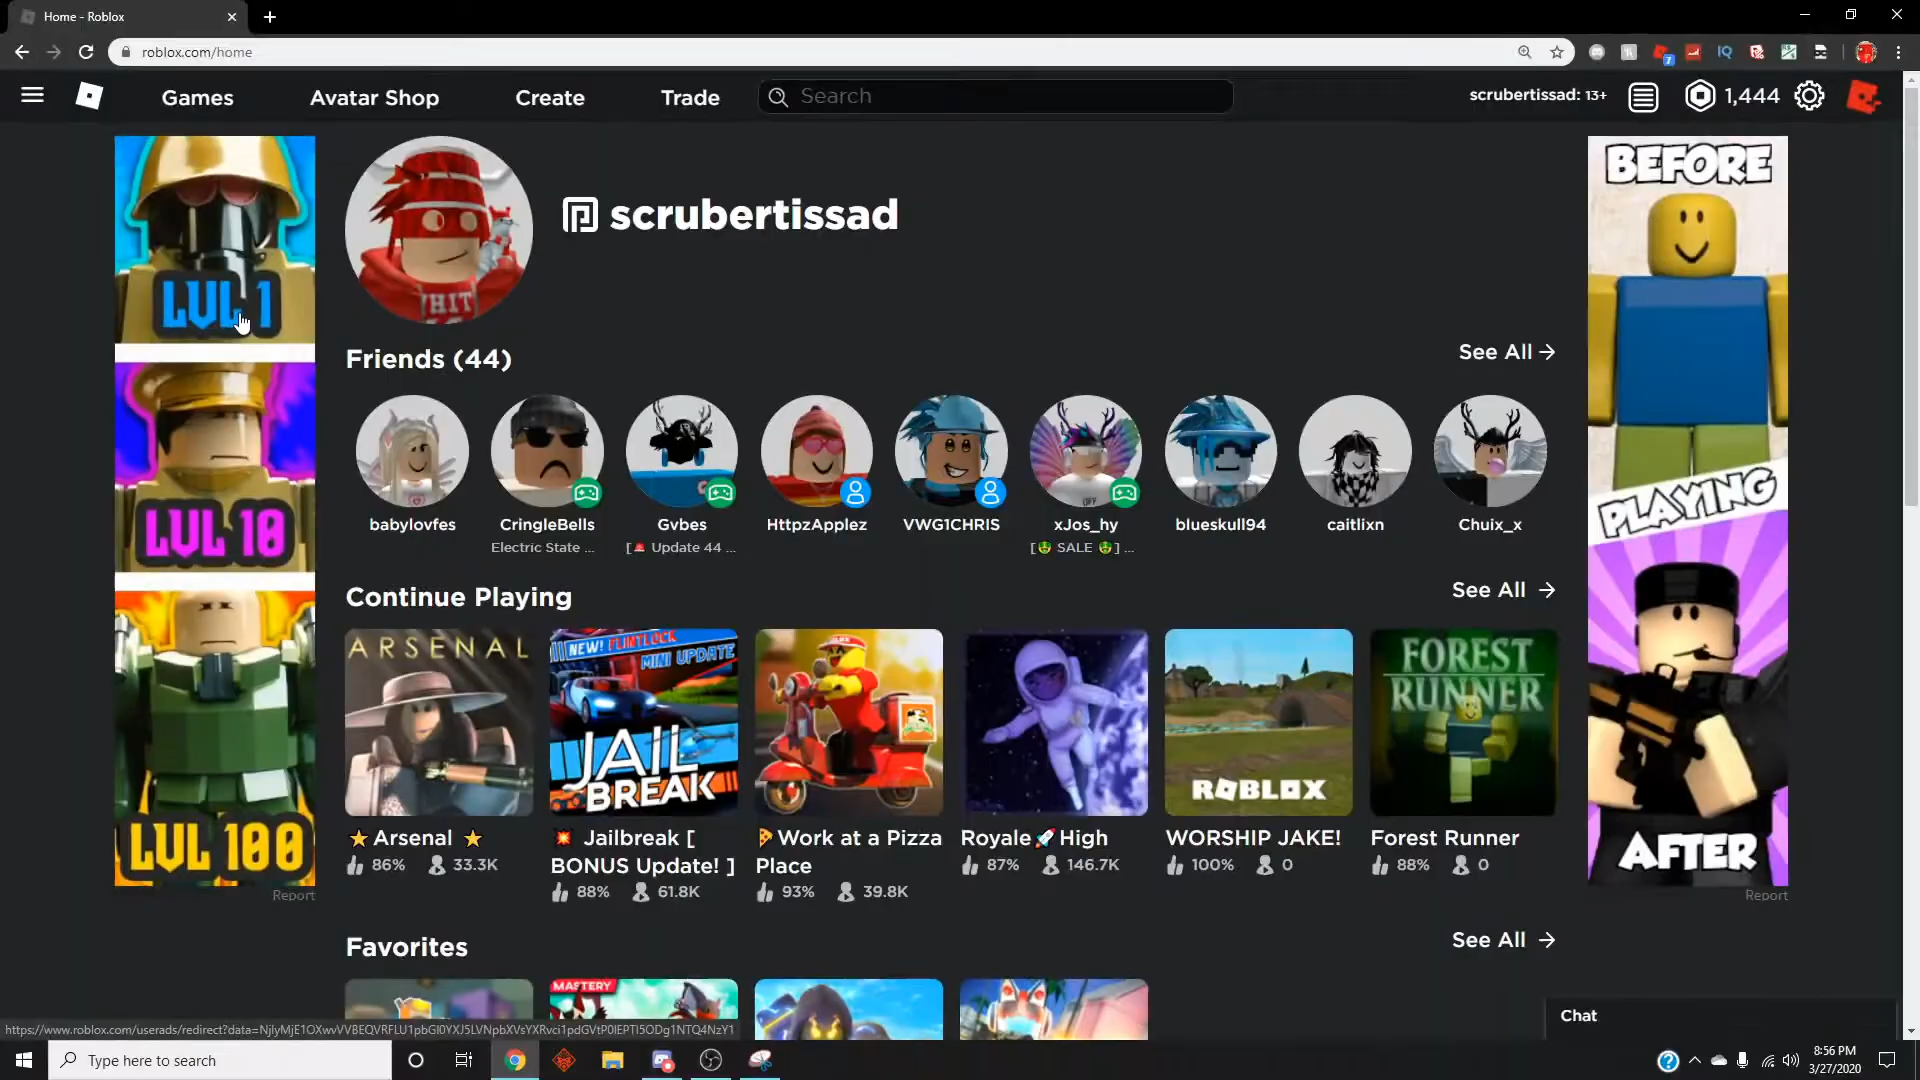 Home - Roblox
roblox.com/home
7
Games
Avatar Shop
Create
Trade
Search
scrubertissad: 13+
1,444
LVL 1
LVL 10
LVL 100
Report
scrubertissad
HIT
Friends (44)
See All
babylovfes
CringleBells
Gvbes
HttpzApplez
VWG1CHRIS
xJos_hy
blueskull94
caitlixn
Chuix_x
Electric State ...
[🚨 Update 44 ...
[🤑 SALE 🤑] ...
Continue Playing
See All
ARSENAL
NEW! FLINTLOCK
MINI UPDATE
JAIL
BREAK
ROBLOX
FOREST
RUNNER
⭐Arsenal ⭐
86% 33.3K
💥 Jailbreak [
BONUS Update! ]
88% 61.8K
🍕Work at a Pizza
Place
93% 39.8K
Royale🚀High
87% 146.7K
WORSHIP JAKE!
100% 0
Forest Runner
88% 0
BEFORE
PLAYING
AFTER
Report
Favorites
See All
MASTERY
Chat
Type here to search
8:56 PM
3/27/2020